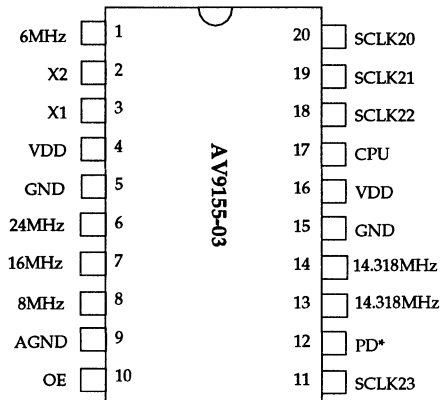 6MHz 1 20 SCLK20
X2 2 19 SCLK21
X1 3 18 SCLK22
VDD 4 17 CPU
GND 5 16 VDD
24MHz 6 15 GND
16MHz 7 14 14.318MHz
8MHz 8 13 14.318MHz
AGND 9 12 PD*
OE 10 11 SCLK23
AV9155-03